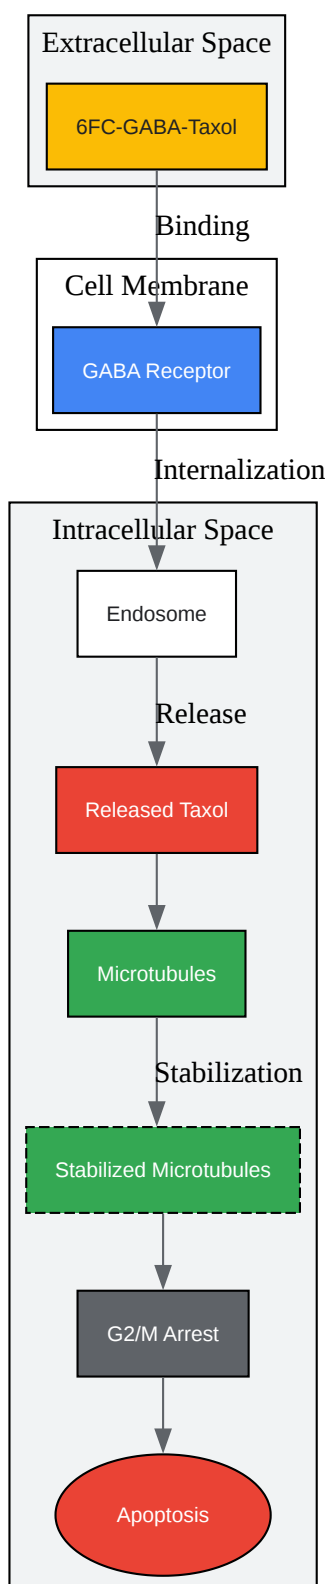 Extracellular Space
6FC-GABA-Taxol
Binding
Cell Membrane
GABA Receptor
Internalization
Intracellular Space
Endosome
Release
Released Taxol
Microtubules
Stabilization
Stabilized Microtubules
G2/M Arrest
Apoptosis